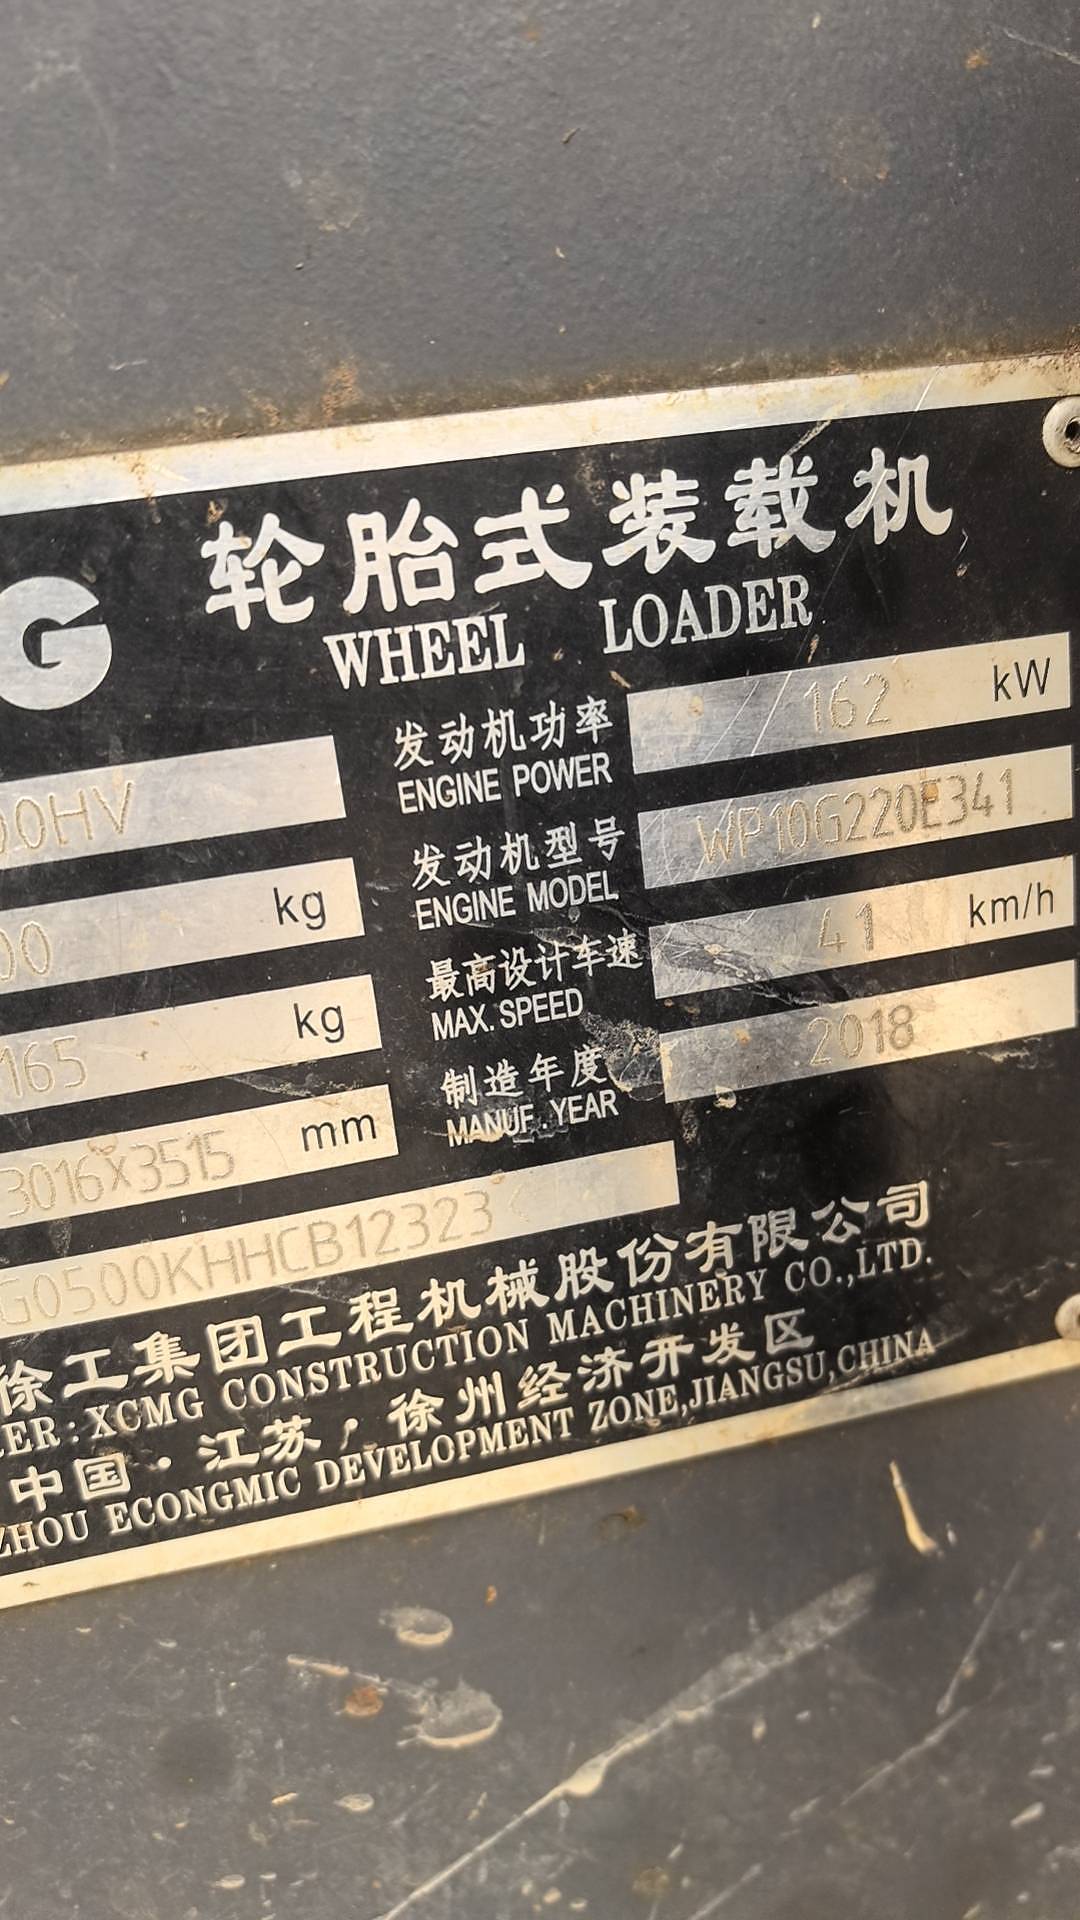 G
轮胎式装载机
WHEEL LOADER
0HV
发动机功率
ENGINE POWER
162 kW
00 kg
发动机型号
ENGINE MODEL
WP10G220E341
165 kg
最高设计车速
MAX. SPEED
41 km/h
3016X3515 mm
制造年度
MANUF. YEAR
2018
G0500KHHCB12323
徐工集团工程机械股份有限公司
ER: XCMG CONSTRUCTION MACHINERY CO.,LTD.
中国·江苏·徐州经济开发区
ZHOU ECONGMIC DEVELOPMENT ZONE,JIANGSU,CHINA